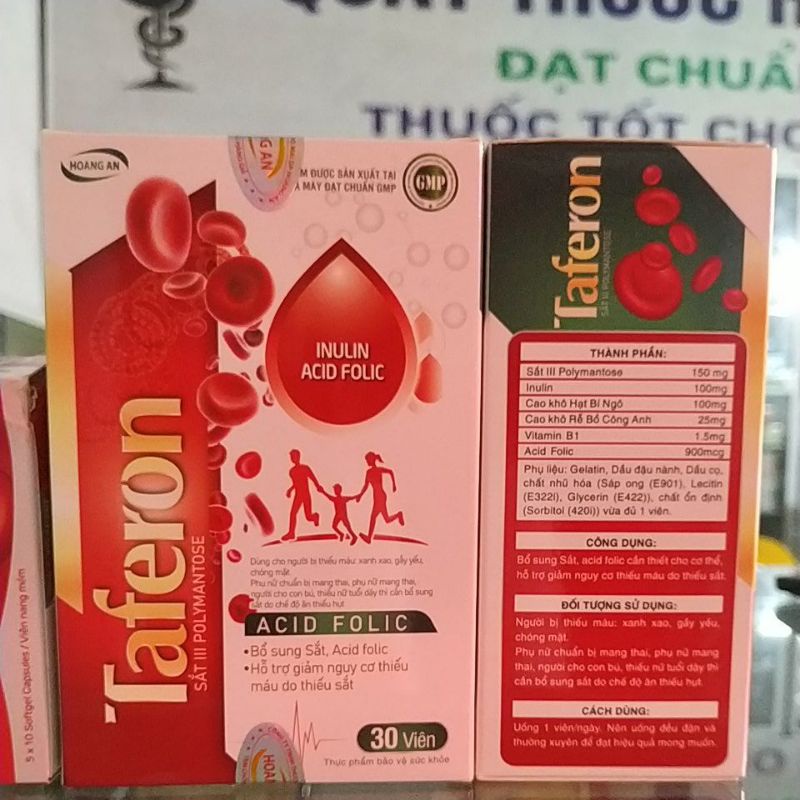 QUẦY THUỐC
ĐẠT CHUẨ
THUỐC TỐT CHO
HOANG AN
M ĐƯỢC SẢN XUẤT TẠI
MÁY ĐẠT CHUẨN GMP
GMP
Taferon
SẮT III POLYMANTOSE
INULIN
ACID FOLIC
Dùng cho người bị thiếu máu: xanh xao, gầy yếu,
chóng mặt.
Phụ nữ chuẩn bị mang thai, phụ nữ mang thai,
người cho con bú, thiếu nữ tuổi dậy thì cần bổ sung
sắt do chế độ ăn thiếu hụt
ACID FOLIC
•Bổ sung Sắt, Acid folic
•Hỗ trợ giảm nguy cơ thiếu
máu do thiếu sắt
30 Viên
Thực phẩm bảo vệ sức khỏe
Taferon
SẮT III POLYMANTOSE
THÀNH PHẦN:
Sắt III Polymantose 150 mg
Inulin 100mg
Cao khô Hạt Bí Ngô 100mg
Cao khô Rễ Bồ Công Anh 25mg
Vitamin B1 1.5mg
Acid Folic 900mcg
Phụ liệu: Gelatin, Dầu đậu nành, Dầu cọ,
chất nhũ hóa (Sáp ong (E901), Lecitin
(E322i), Glycerin (E422)), chất ổn định
(Sorbitol (420i)) vừa đủ 1 viên.
CÔNG DỤNG:
Bổ sung Sắt, acid folic cần thiết cho cơ thể,
hỗ trợ giảm nguy cơ thiếu máu do thiếu sắt.
ĐỐI TƯỢNG SỬ DỤNG:
Người bị thiếu máu: xanh xao, gầy yếu,
chóng mặt.
Phụ nữ chuẩn bị mang thai, phụ nữ mang
thai, người cho con bú, thiếu nữ tuổi dậy thì
cần bổ sung sắt do chế độ ăn thiếu hụt.
CÁCH DÙNG:
Uống 1 viên/ngày. Nên uống đều đặn và
thường xuyên để đạt hiệu quả mong muốn.
5 x 10 Softgel Capsules / Viên nang mềm